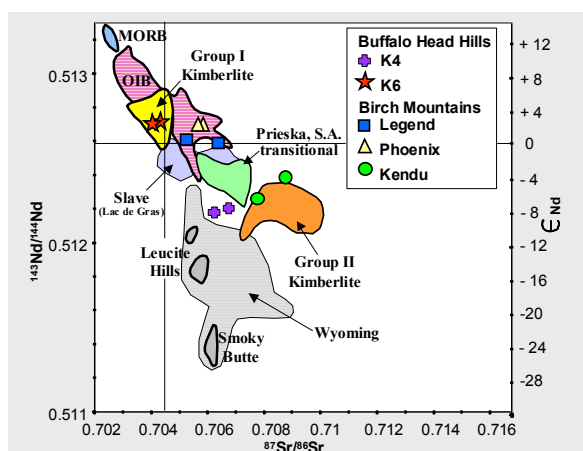 MORB
OIB
Group I
Kimberlite
Prieska, S.A.
transitional
Slave
(Lac de Gras)
Leucite
Hills
Group II
Kimberlite
Wyoming
Smoky
Butte
Buffalo Head Hills
K4
K6
Birch Mountains
Legend
Phoenix
Kendu
0.513
0.512
0.511
143Nd/144Nd
0.702 0.704 0.706 0.708 0.71 0.712 0.714 0.716
87Sr/86Sr
+ 12
+ 8
+ 4
0
- 4
- 8
- 12
- 16
- 20
- 24
-28
∈ Nd